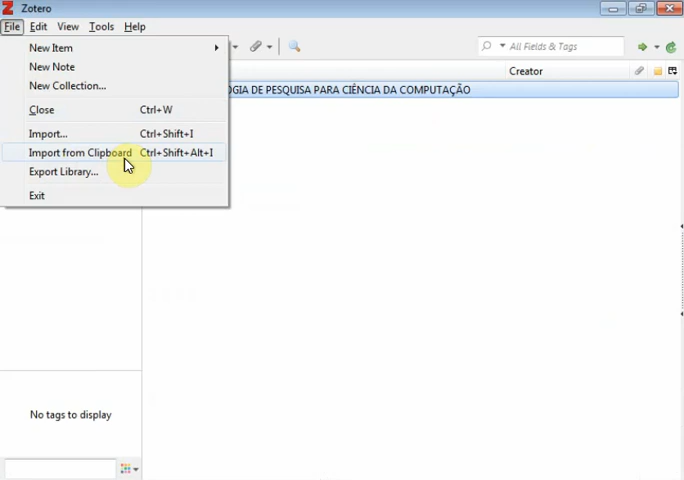 Zotero
File Edit View Tools Help
New Item
New Note
New Collection...
Close Ctrl+W
Import... Ctrl+Shift+I
Import from Clipboard Ctrl+Shift+Alt+I
Export Library...
Exit
All Fields & Tags
Creator
OGIA DE PESQUISA PARA CIÊNCIA DA COMPUTAÇÃO
No tags to display